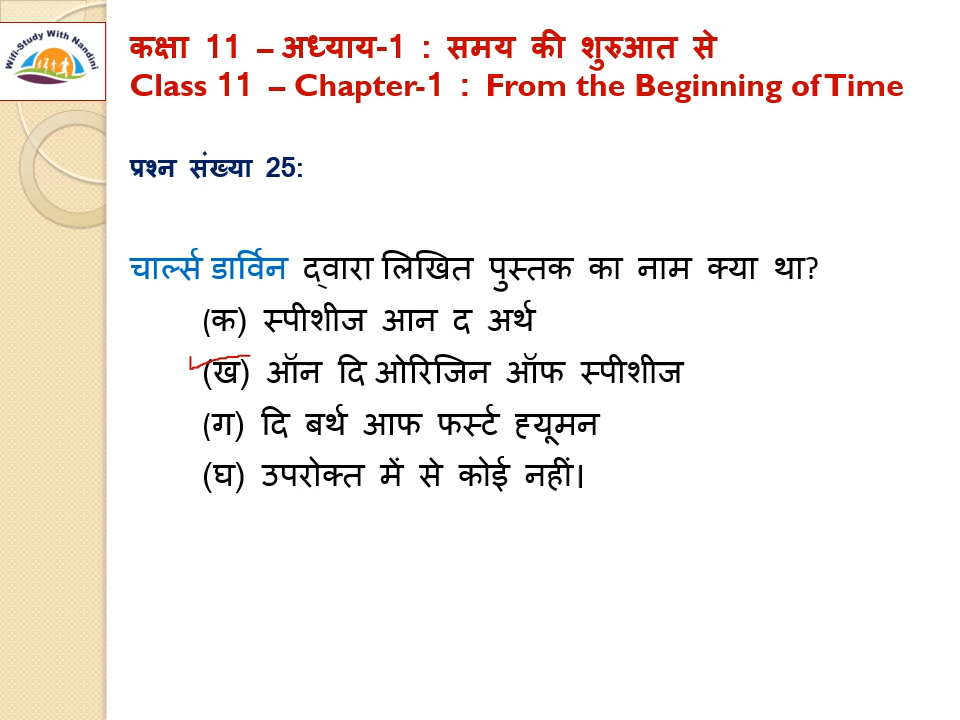 Wifi-Study With Nandini
कक्षा 11 – अध्याय-1 : समय की शुरुआत से
Class 11 – Chapter-1 : From the Beginning of Time
प्रश्न संख्या 25:
चार्ल्स डार्विन द्वारा लिखित पुस्तक का नाम क्या था?
(क) स्पीशीज आन द अर्थ
(ख) ऑन दि ओरिजिन ऑफ स्पीशीज
(ग) दि बर्थ आफ फर्स्ट ह्यूमन
(घ) उपरोक्त में से कोई नहीं।